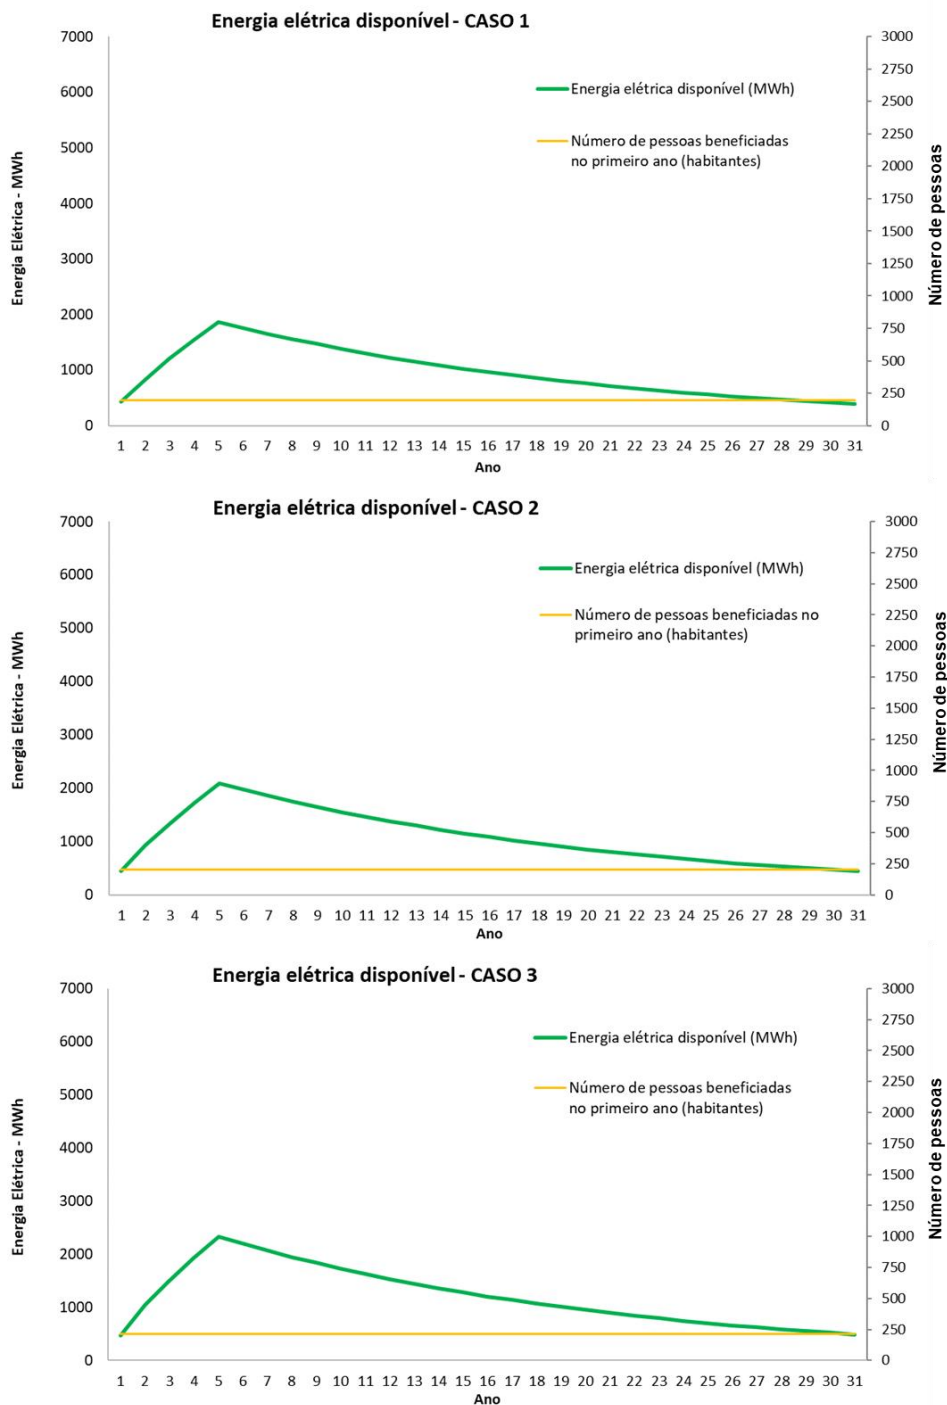 Energia elétrica disponível - CASO 1
7000
6000
5000
4000
3000
2000
1000
0
Energia Elétrica - MWh
3000
2750
2500
2250
2000
1750
1500
1250
1000
750
500
250
0
Número de pessoas
Energia elétrica disponível (MWh)
Número de pessoas beneficiadas
no primeiro ano (habitantes)
1 2 3 4 5 6 7 8 9 10 11 12 13 14 15 16 17 18 19 20 21 22 23 24 25 26 27 28 29 30 31
Ano
Energia elétrica disponível - CASO 2
7000
6000
5000
4000
3000
2000
1000
0
Energia Elétrica - MWh
3000
2750
2500
2250
2000
1750
1500
1250
1000
750
500
250
0
Número de pessoas
Energia elétrica disponível (MWh)
Número de pessoas beneficiadas no
primeiro ano (habitantes)
1 2 3 4 5 6 7 8 9 10 11 12 13 14 15 16 17 18 19 20 21 22 23 24 25 26 27 28 29 30 31
Ano
Energia elétrica disponível - CASO 3
7000
6000
5000
4000
3000
2000
1000
0
Energia Elétrica - MWh
3000
2750
2500
2250
2000
1750
1500
1250
1000
750
500
250
0
Número de pessoas
Energia elétrica disponível (MWh)
Número de pessoas beneficiadas
no primeiro ano (habitantes)
1 2 3 4 5 6 7 8 9 10 11 12 13 14 15 16 17 18 19 20 21 22 23 24 25 26 27 28 29 30 31
Ano